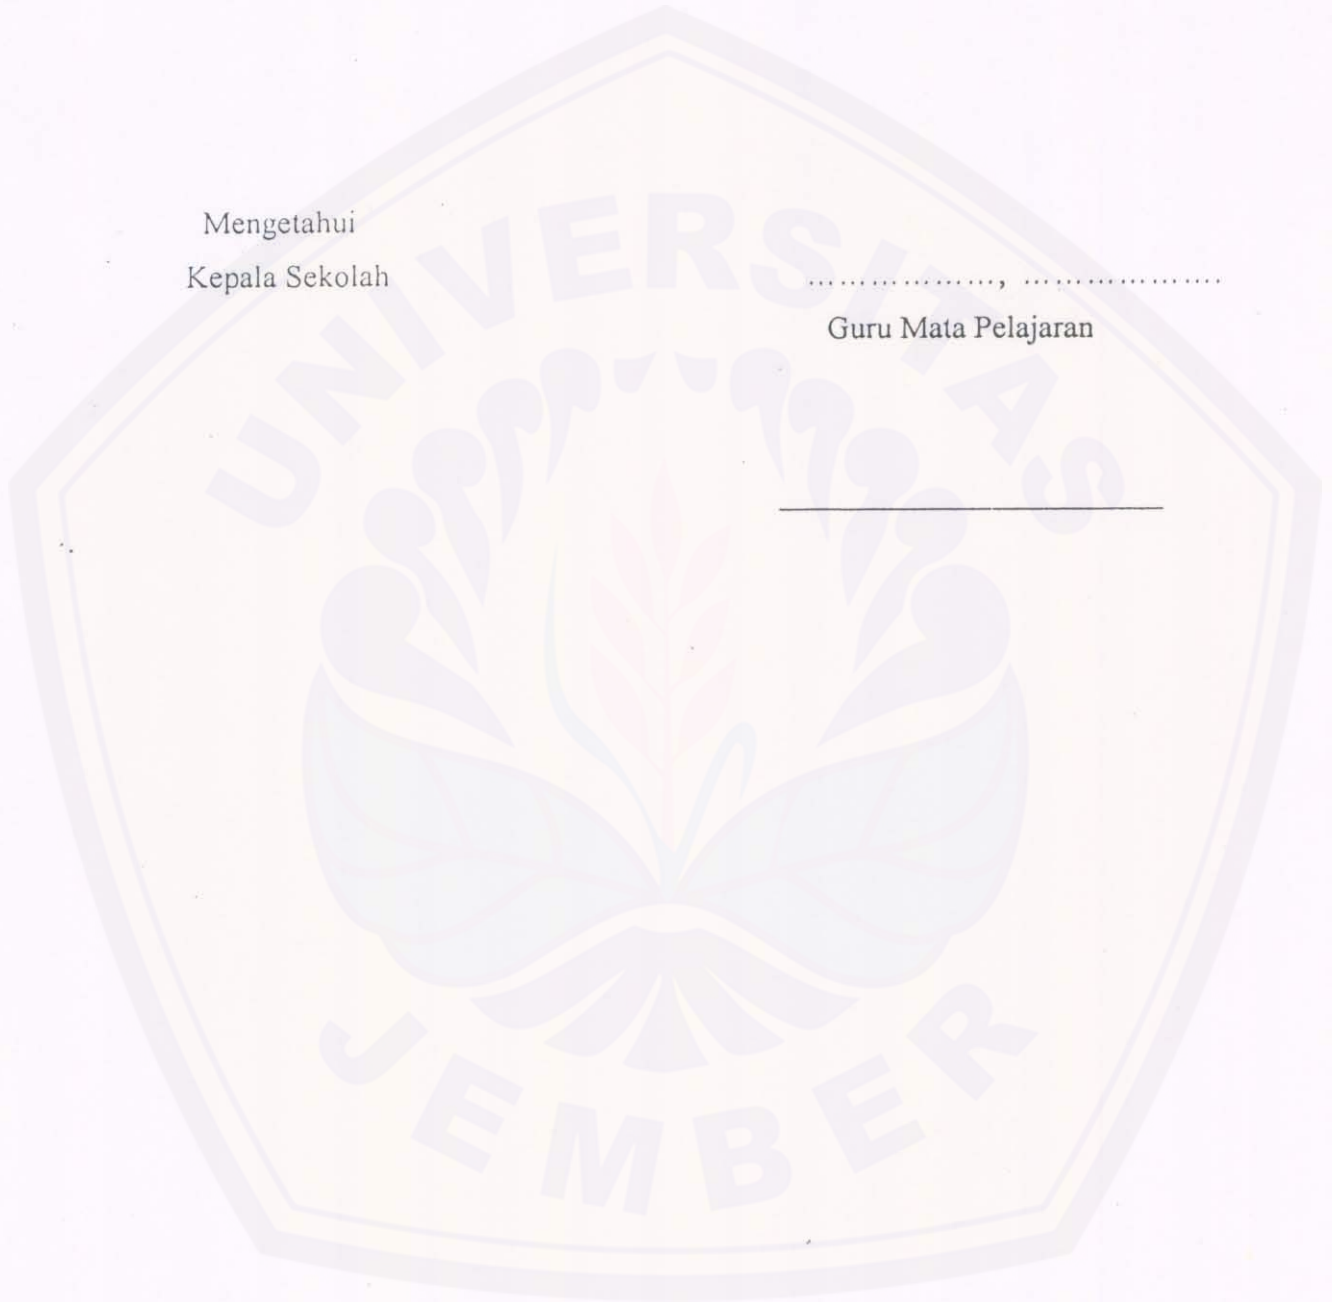 Mengetahui
Kepala Sekolah
..................., ...................
Guru Mata Pelajaran
UNIVERSITAS
JEMBER